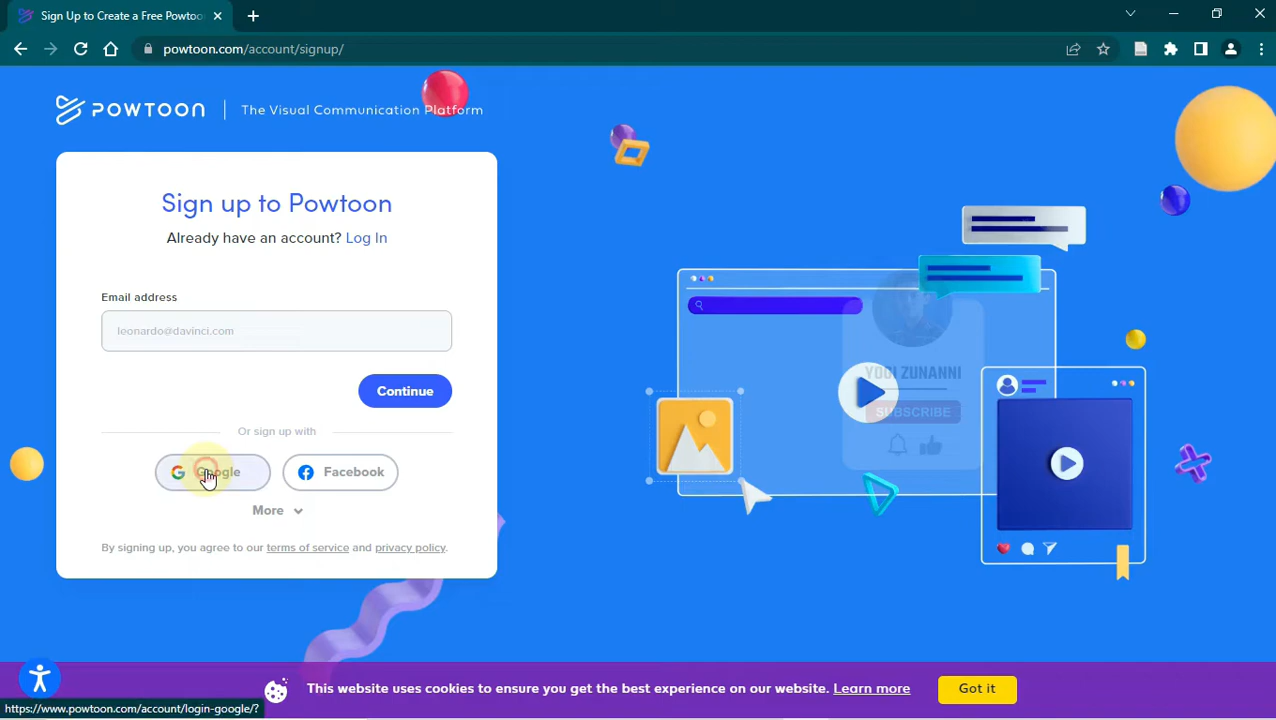 Sign Up to Create a Free Powtoo
powtoon.com/account/signup/
POWTOON
The Visual Communication Platform
Sign up to Powtoon
Already have an account? Log In
Email address
leonardo@davinci.com
Continue
Or sign up with
Google
Facebook
More
By signing up, you agree to our terms of service and privacy policy.
YOGI ZUNANNI
SUBSCRIBE
This website uses cookies to ensure you get the best experience on our website. Learn more
Got it
https://www.powtoon.com/account/login-google/?